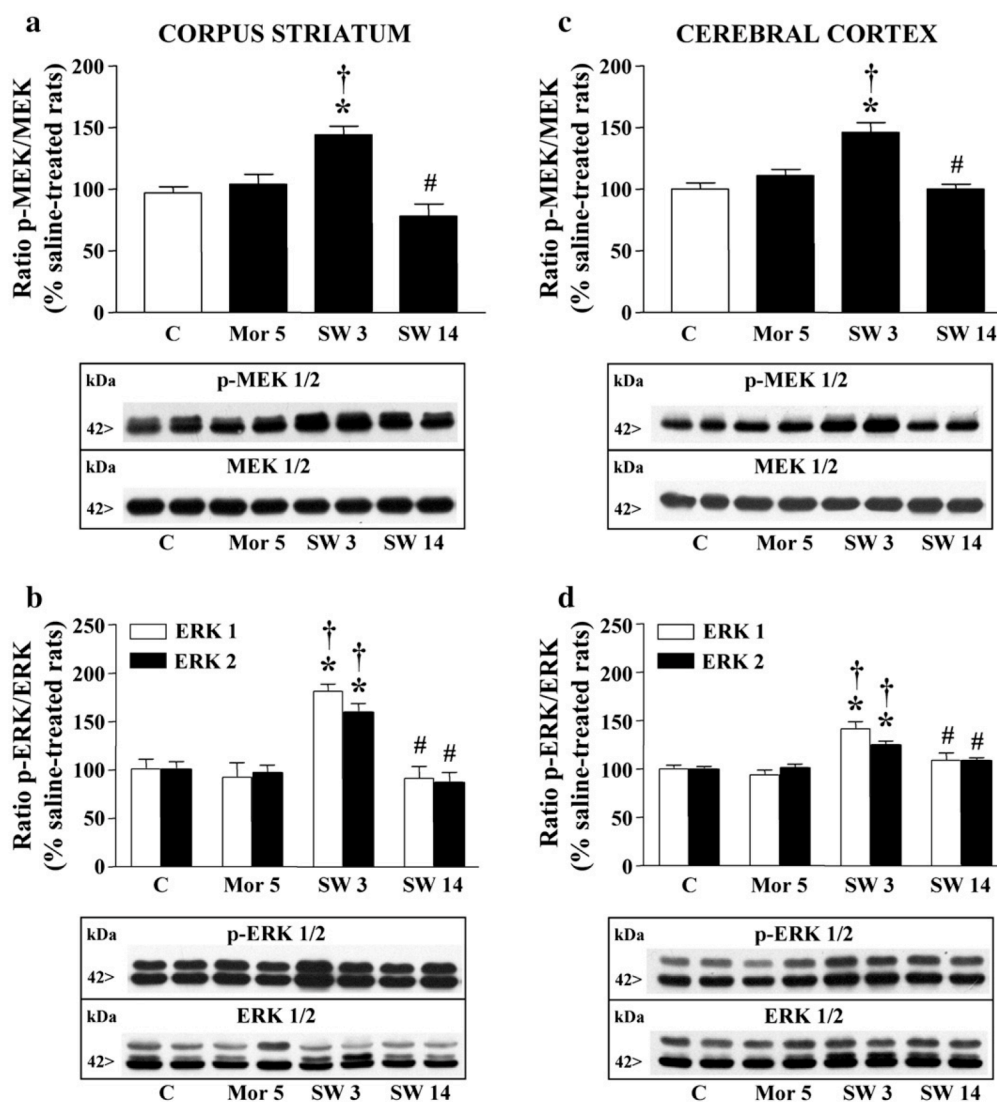 a
CORPUS STRIATUM
Ratio p-MEK/MEK
(% saline-treated rats)
200
150
100
50
0
†
*
#
C Mor 5 SW 3 SW 14
kDa p-MEK 1/2
42>
kDa MEK 1/2
42>
C Mor 5 SW 3 SW 14
b
Ratio p-ERK/ERK
(% saline-treated rats)
250
200
150
100
50
0
ERK 1
ERK 2
† †
* *
# #
C Mor 5 SW 3 SW 14
kDa p-ERK 1/2
42>
kDa ERK 1/2
42>
C Mor 5 SW 3 SW 14
c
CEREBRAL CORTEX
Ratio p-MEK/MEK
(% saline-treated rats)
200
150
100
50
0
†
*
#
C Mor 5 SW 3 SW 14
kDa p-MEK 1/2
42>
kDa MEK 1/2
42>
C Mor 5 SW 3 SW 14
d
Ratio p-ERK/ERK
(% saline-treated rats)
250
200
150
100
50
0
ERK 1
ERK 2
† †
* *
# #
C Mor 5 SW 3 SW 14
kDa p-ERK 1/2
42>
kDa ERK 1/2
42>
C Mor 5 SW 3 SW 14